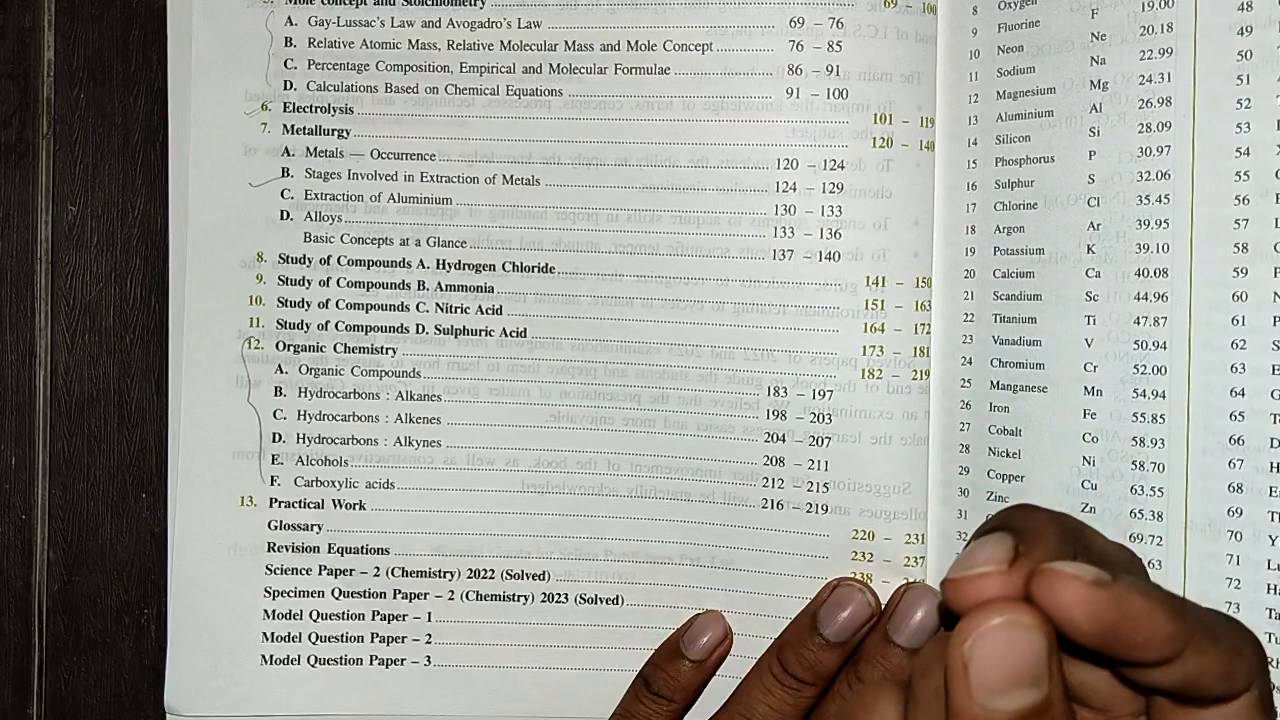 Mole Concept and Stoichiometry 69 – 100
A. Gay-Lussac's Law and Avogadro's Law 69 – 76
B. Relative Atomic Mass, Relative Molecular Mass and Mole Concept 76 – 85
C. Percentage Composition, Empirical and Molecular Formulae 86 – 91
D. Calculations Based on Chemical Equations 91 – 100
6. Electrolysis 101 – 119
7. Metallurgy 120 – 140
A. Metals — Occurrence 120 – 124
B. Stages Involved in Extraction of Metals 124 – 129
C. Extraction of Aluminium 130 – 133
D. Alloys 133 – 136
Basic Concepts at a Glance 137 – 140
8. Study of Compounds A. Hydrogen Chloride 141 – 150
9. Study of Compounds B. Ammonia 151 – 163
10. Study of Compounds C. Nitric Acid 164 – 172
11. Study of Compounds D. Sulphuric Acid 173 – 181
12. Organic Chemistry 182 – 219
A. Organic Compounds 183 – 197
B. Hydrocarbons : Alkanes 198 – 203
C. Hydrocarbons : Alkenes 204 – 207
D. Hydrocarbons : Alkynes 208 – 211
E. Alcohols 212 – 215
F. Carboxylic acids 216 – 219
13. Practical Work 220 – 231
Glossary 232 – 237
Revision Equations 238 –
Science Paper – 2 (Chemistry) 2022 (Solved)
Specimen Question Paper – 2 (Chemistry) 2023 (Solved)
Model Question Paper – 1
Model Question Paper – 2
Model Question Paper – 3
8 Oxygen 
9 Fluorine F 19.00
10 Neon Ne 20.18
11 Sodium Na 22.99
12 Magnesium Mg 24.31
13 Aluminium Al 26.98
14 Silicon Si 28.09
15 Phosphorus P 30.97
16 Sulphur S 32.06
17 Chlorine Cl 35.45
18 Argon Ar 39.95
19 Potassium K 39.10
20 Calcium Ca 40.08
21 Scandium Sc 44.96
22 Titanium Ti 47.87
23 Vanadium V 50.94
24 Chromium Cr 52.00
25 Manganese Mn 54.94
26 Iron Fe 55.85
27 Cobalt Co 58.93
28 Nickel Ni 58.70
29 Copper Cu 63.55
30 Zinc Zn 65.38
31 69.72
32 63
48
49
50
51
52
53
54
55
56
57
58
59
60
61
62
63
64
65
66
67
68
69
70
71
72
73